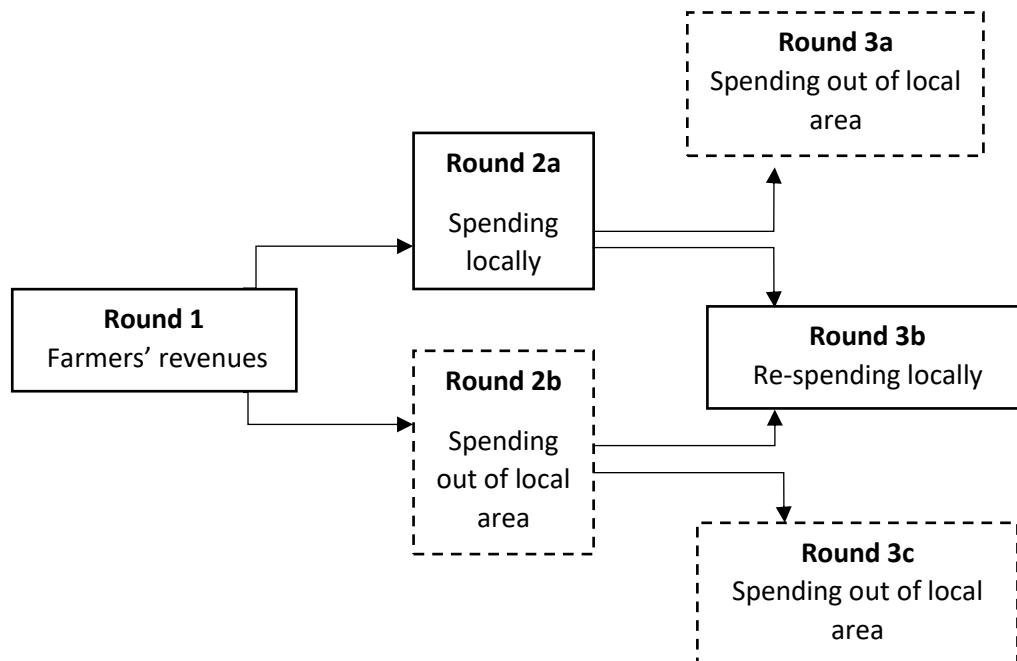 Round 1
Farmers’ revenues
Round 2a
Spending
locally
Round 2b
Spending
out of local
area
Round 3a
Spending out of local
area
Round 3b
Re-spending locally
Round 3c
Spending out of local
area